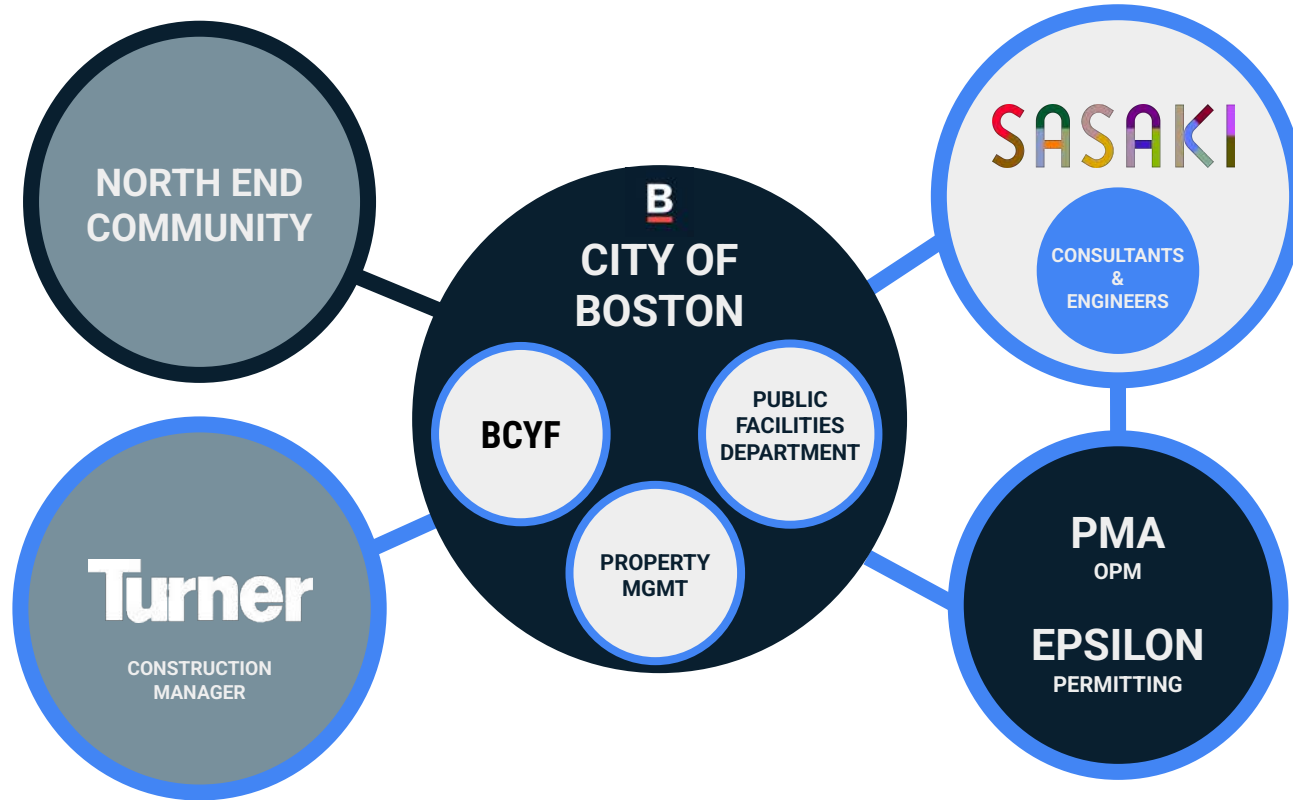 NORTH END
COMMUNITY
B
CITY OF
BOSTON
BCYF
PUBLIC
FACILITIES
DEPARTMENT
PROPERTY
MGMT
SASAKI
CONSULTANTS
&
ENGINEERS
Turner
CONSTRUCTION
MANAGER
PMA
OPM
EPSILON
PERMITTING